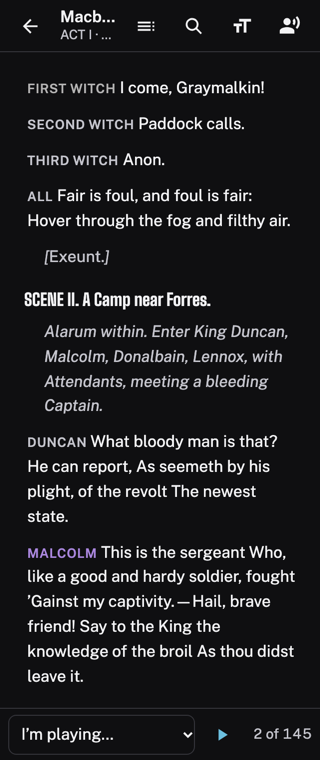 Macb...
ACT I · ...
FIRST WITCH I come, Graymalkin!
SECOND WITCH Paddock calls.
THIRD WITCH Anon.
ALL Fair is foul, and foul is fair:
Hover through the fog and filthy air.
[Exeunt.]
SCENE II. A Camp near Forres.
Alarum within. Enter King Duncan,
Malcolm, Donalbain, Lennox, with
Attendants, meeting a bleeding
Captain.
DUNCAN What bloody man is that?
He can report, As seemeth by his
plight, of the revolt The newest
state.
MALCOLM This is the sergeant Who,
like a good and hardy soldier, fought
’Gainst my captivity.—Hail, brave
friend! Say to the King the
knowledge of the broil As thou didst
leave it.
I’m playing...
2 of 145